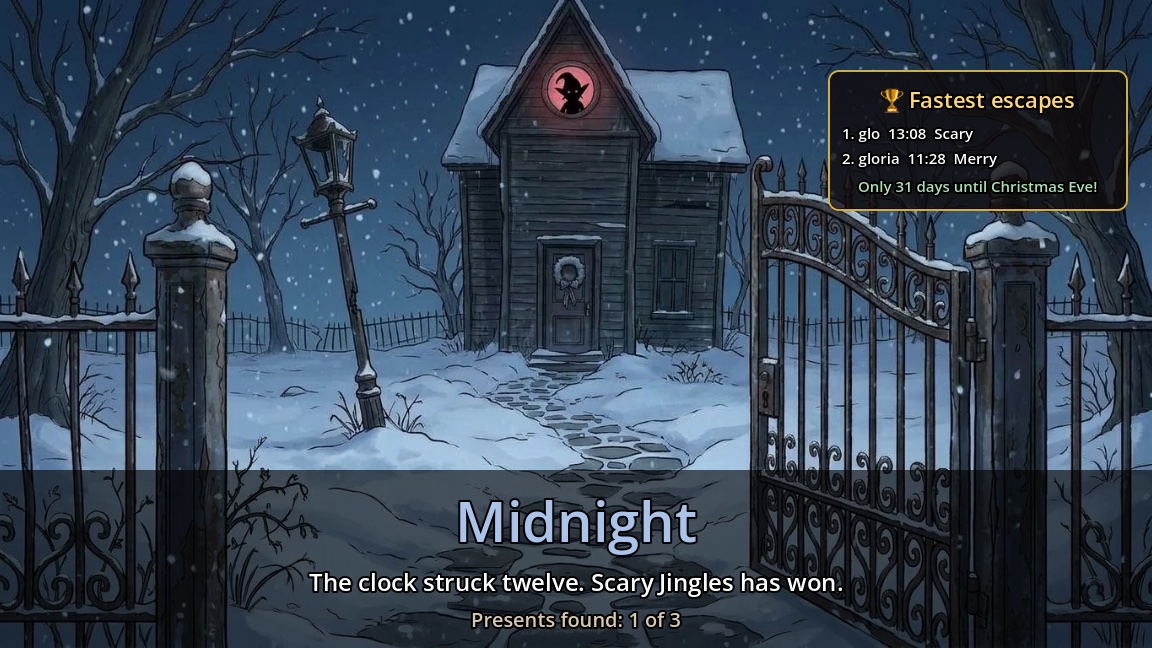 🏆 Fastest escapes
1. glo 13:08 Scary
2. gloria 11:28 Merry
Only 31 days until Christmas Eve!
Midnight
The clock struck twelve. Scary Jingles has won.
Presents found: 1 of 3